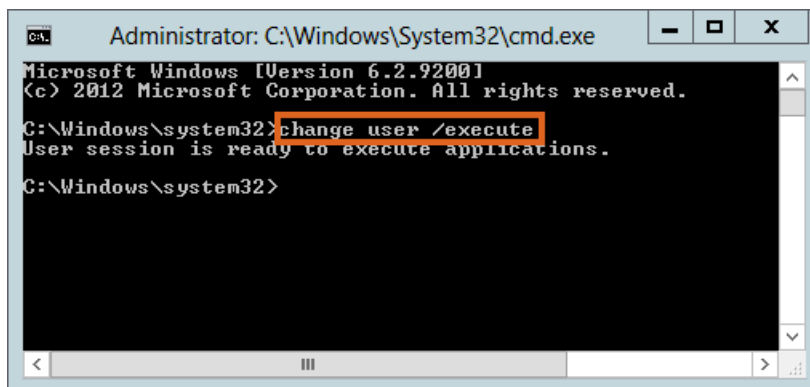 Administrator: C:\Windows\System32\cmd.exe
Microsoft Windows [Version 6.2.9200]
(c) 2012 Microsoft Corporation. All rights reserved.
C:\Windows\system32>change user /execute
User session is ready to execute applications.
C:\Windows\system32>